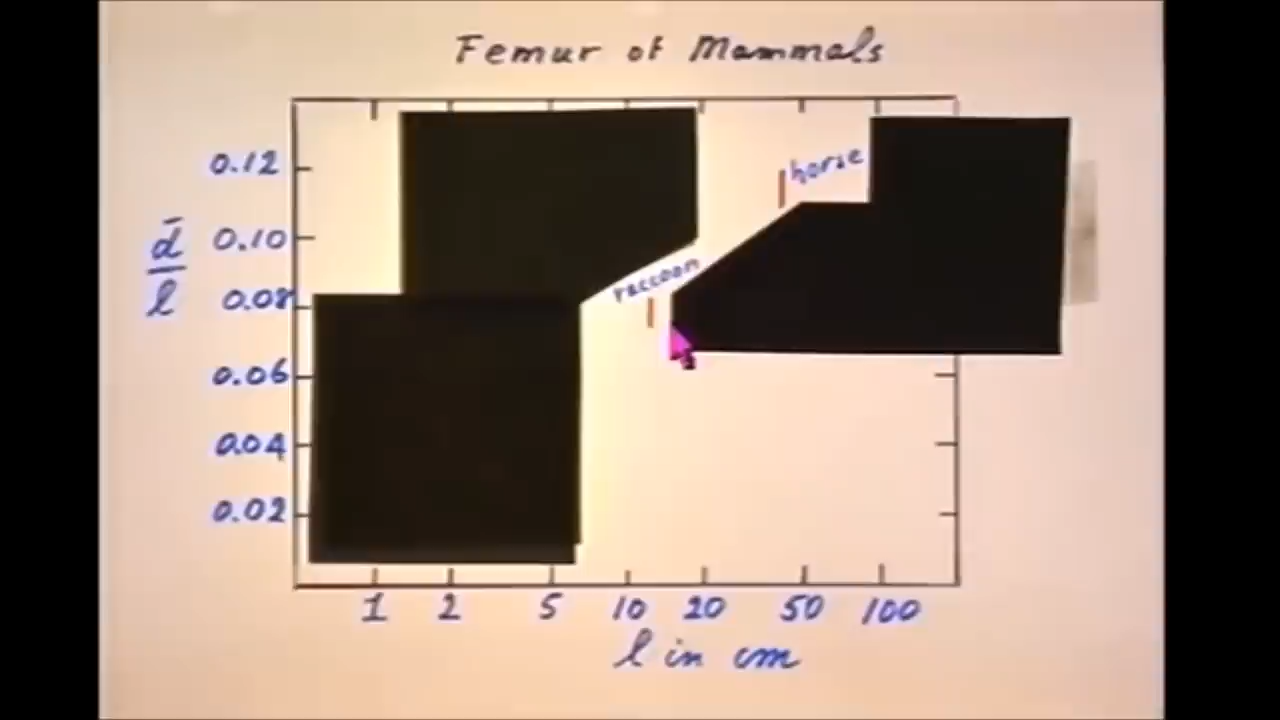 Femur of Mammals
0.12
0.10
0.08
0.06
0.04
0.02
d̄
l
horse
raccoon
1 2 5 10 20 50 100
l in cm